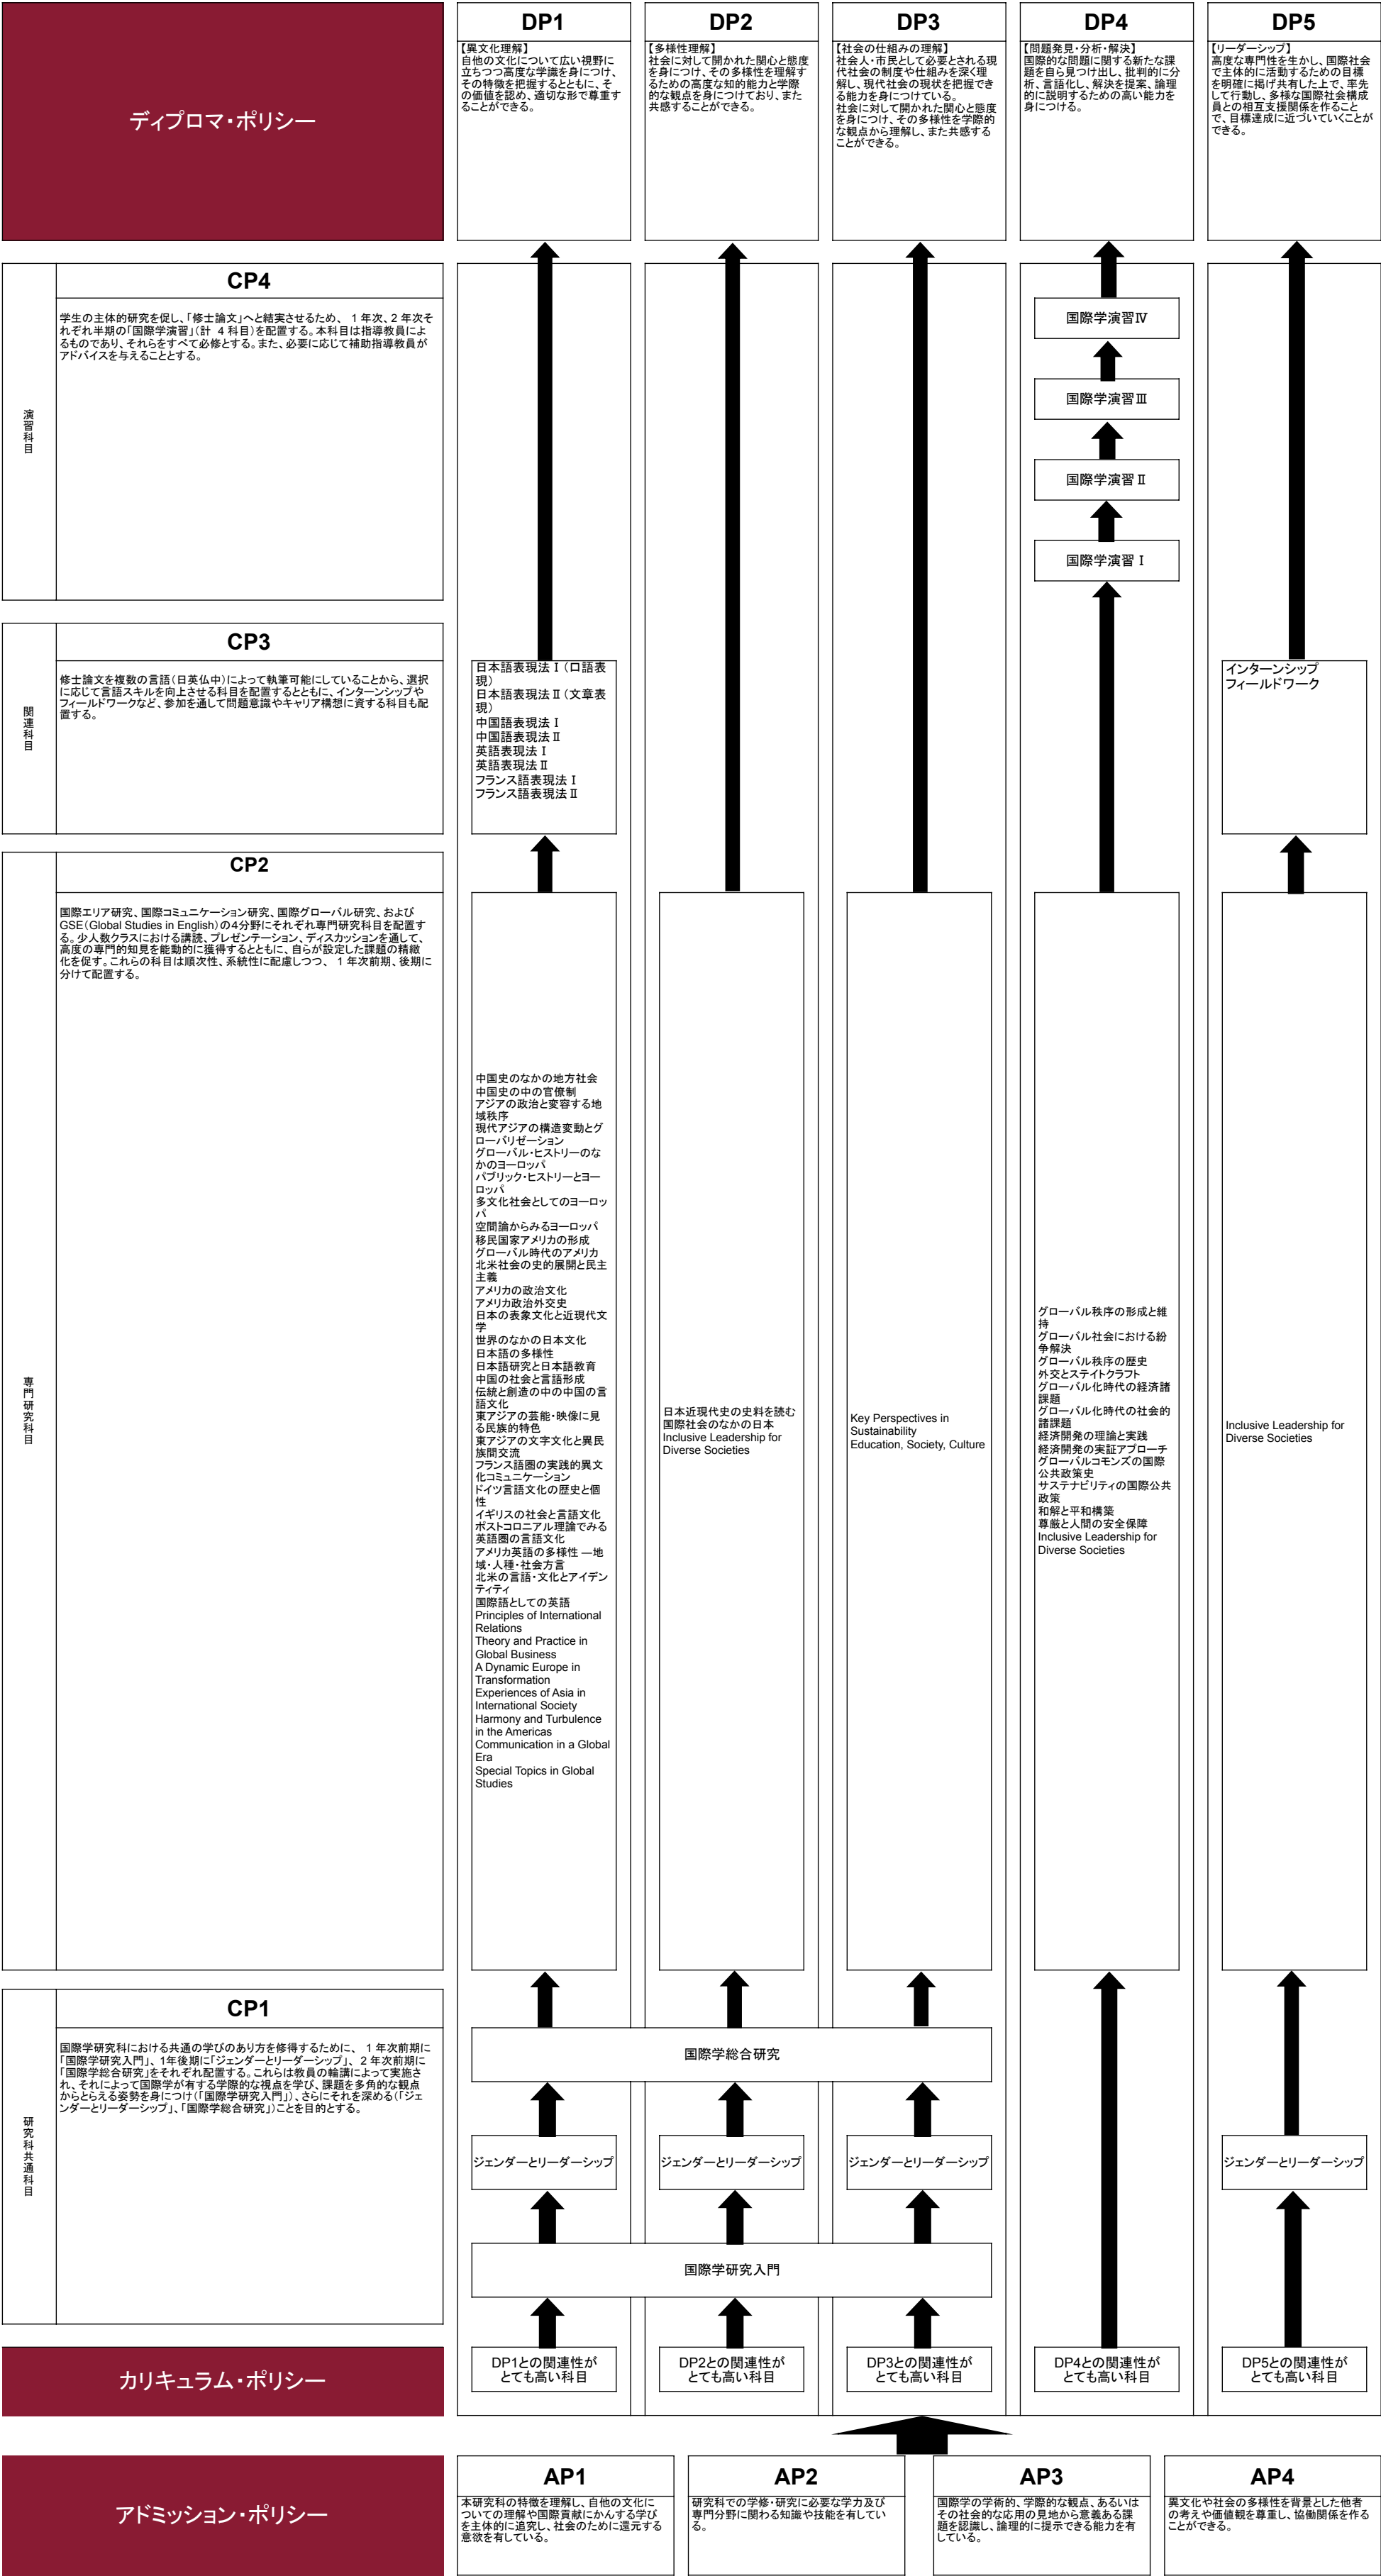 ディプロマ・ポリシー
DP1
【異文化理解】
自他の文化について広い視野に
立ちつつ高度な学識を身につけ、
その特徴を把握するとともに、そ
の価値を認め、適切な形で尊重す
ることができる。
DP2
【多様性理解】
社会に対して開かれた関心と態度
を身につけ、その多様性を理解す
るための高度な知的能力と学際
的な観点を身につけており、また
共感することができる。
DP3
【社会の仕組みの理解】
社会人・市民として必要とされる現
代社会の制度や仕組みを深く理
解し、現代社会の現状を把握でき
る能力を身につけている。
社会に対して開かれた関心と態度
を身につけ、その多様性を学際的
な観点から理解し、また共感する
ことができる。
DP4
【問題発見・分析・解決】
国際的な問題に関する新たな課
題を自ら見つけ出し、批判的に分
析、言語化し、解決を提案、論理
的に説明するための高い能力を
身につける。
DP5
【リーダーシップ】
高度な専門性を生かし、国際社会
で主体的に活動するための目標
を明確に掲げ共有した上で、率先
して行動し、多様な国際社会構成
員との相互支援関係を作ること
で、目標達成に近づいていくことが
できる。
演習科目
CP4
学生の主体的研究を促し、「修士論文」へと結実させるため、 1 年次、2 年次そ
れぞれ半期の「国際学演習」(計 4 科目)を配置する。本科目は指導教員によ
るものであり、それらをすべて必修とする。また、必要に応じて補助指導教員が
アドバイスを与えることとする。
国際学演習Ⅳ
国際学演習Ⅲ
国際学演習Ⅱ
国際学演習Ⅰ
関連科目
CP3
修士論文を複数の言語(日英仏中)によって執筆可能にしていることから、選択
に応じて言語スキルを向上させる科目を配置するとともに、インターンシップや
フィールドワークなど、参加を通して問題意識やキャリア構想に資する科目も配
置する。
日本語表現法Ⅰ(口語表
現)
日本語表現法Ⅱ(文章表
現)
中国語表現法Ⅰ
中国語表現法Ⅱ
英語表現法Ⅰ
英語表現法Ⅱ
フランス語表現法Ⅰ
フランス語表現法Ⅱ
インターンシップ
フィールドワーク
専門研究科目
CP2
国際エリア研究、国際コミュニケーション研究、国際グローバル研究、および
GSE(Global Studies in English)の4分野にそれぞれ専門研究科目を配置す
る。少人数クラスにおける講読、プレゼンテーション、ディスカッションを通して、
高度の専門的知見を能動的に獲得するとともに、自らが設定した課題の精緻
化を促す。これらの科目は順次性、系統性に配慮しつつ、 1 年次前期、後期に
分けて配置する。
中国史のなかの地方社会
中国史の中の官僚制
アジアの政治と変容する地
域秩序
現代アジアの構造変動とグ
ローバリゼーション
グローバル・ヒストリーのな
かのヨーロッパ
パブリック・ヒストリーとヨー
ロッパ
多文化社会としてのヨーロッ
パ
空間論からみるヨーロッパ
移民国家アメリカの形成
グローバル時代のアメリカ
北米社会の史的展開と民主
主義
アメリカの政治文化
アメリカ政治外交史
日本の表象文化と近現代文
学
世界のなかの日本文化
日本語の多様性
日本語研究と日本語教育
中国の社会と言語形成
伝統と創造の中の中国の言
語文化
東アジアの芸能・映像に見
る民族的特色
東アジアの文字文化と異民
族間交流
フランス語圏の実践的異文
化コミュニケーション
ドイツ言語文化の歴史と個
性
イギリスの社会と言語文化
ポストコロニアル理論でみる
英語圏の言語文化
アメリカ英語の多様性 ―地
域・人種・社会方言
北米の言語・文化とアイデン
ティティ
国際語としての英語
Principles of International
Relations
Theory and Practice in
Global Business
A Dynamic Europe in
Transformation
Experiences of Asia in
International Society
Harmony and Turbulence
in the Americas
Communication in a Global
Era
Special Topics in Global
Studies
日本近現代史の史料を読む
国際社会のなかの日本
Inclusive Leadership for
Diverse Societies
Key Perspectives in
Sustainability
Education, Society, Culture
グローバル秩序の形成と維
持
グローバル社会における紛
争解決
グローバル秩序の歴史
外交とステイトクラフト
グローバル化時代の経済諸
課題
グローバル化時代の社会的
諸課題
経済開発の理論と実践
経済開発の実証アプローチ
グローバルコモンズの国際
公共政策史
サステナビリティの国際公共
政策
和解と平和構築
尊厳と人間の安全保障
Inclusive Leadership for
Diverse Societies
Inclusive Leadership for
Diverse Societies
研究科共通科目
CP1
国際学研究科における共通の学びのあり方を修得するために、 1 年次前期に
「国際学研究入門」、1年後期に「ジェンダーとリーダーシップ」、2 年次前期に
「国際学総合研究」をそれぞれ配置する。これらは教員の輪講によって実施さ
れ、それによって国際学が有する学際的な視点を学び、課題を多角的な観点
からとらえる姿勢を身につけ(「国際学研究入門」)、さらにそれを深める(「ジェ
ンダーとリーダーシップ」、「国際学総合研究」)ことを目的とする。
国際学総合研究
ジェンダーとリーダーシップ
ジェンダーとリーダーシップ
ジェンダーとリーダーシップ
ジェンダーとリーダーシップ
国際学研究入門
カリキュラム・ポリシー
DP1との関連性が
とても高い科目
DP2との関連性が
とても高い科目
DP3との関連性が
とても高い科目
DP4との関連性が
とても高い科目
DP5との関連性が
とても高い科目
アドミッション・ポリシー
AP1
本研究科の特徴を理解し、自他の文化に
ついての理解や国際貢献にかんする学び
を主体的に追究し、社会のために還元する
意欲を有している。
AP2
研究科での学修・研究に必要な学力及び
専門分野に関わる知識や技能を有してい
る。
AP3
国際学の学術的、学際的な観点、あるいは
その社会的な応用の見地から意義ある課
題を認識し、論理的に提示できる能力を有
している。
AP4
異文化や社会の多様性を背景とした他者
の考えや価値観を尊重し、協働関係を作る
ことができる。